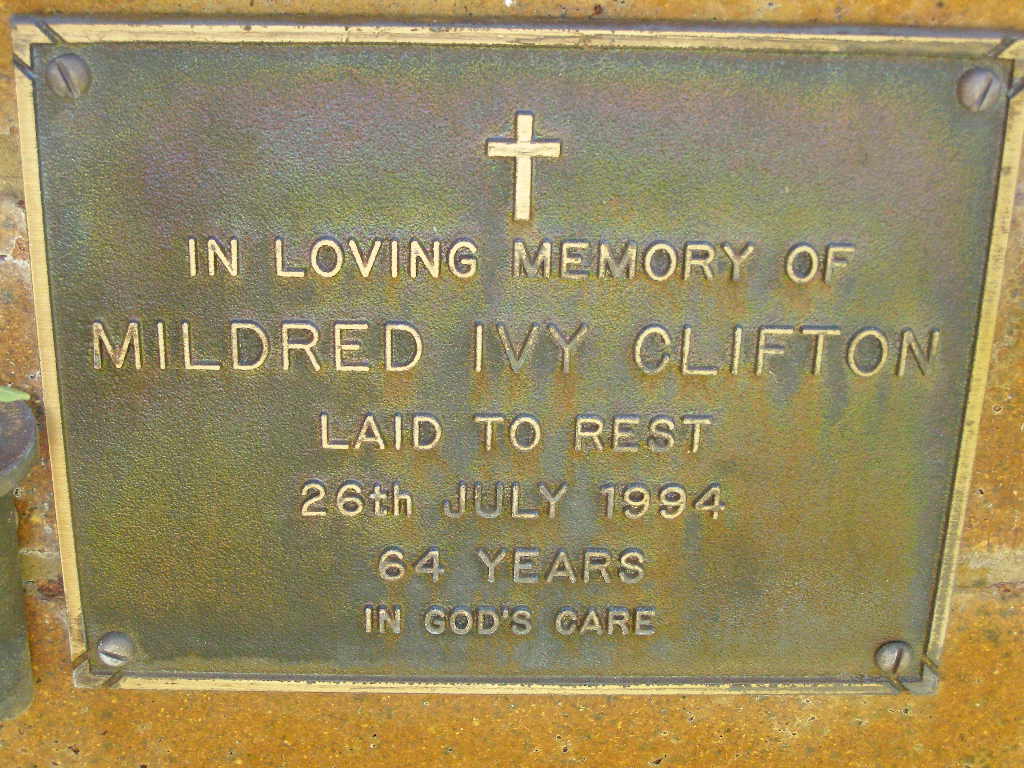 IN LOVING MEMORY OF
MILDRED IVY CLIFTON
LAID TO REST
26th JULY 1994
64 YEARS
IN GOD'S CARE